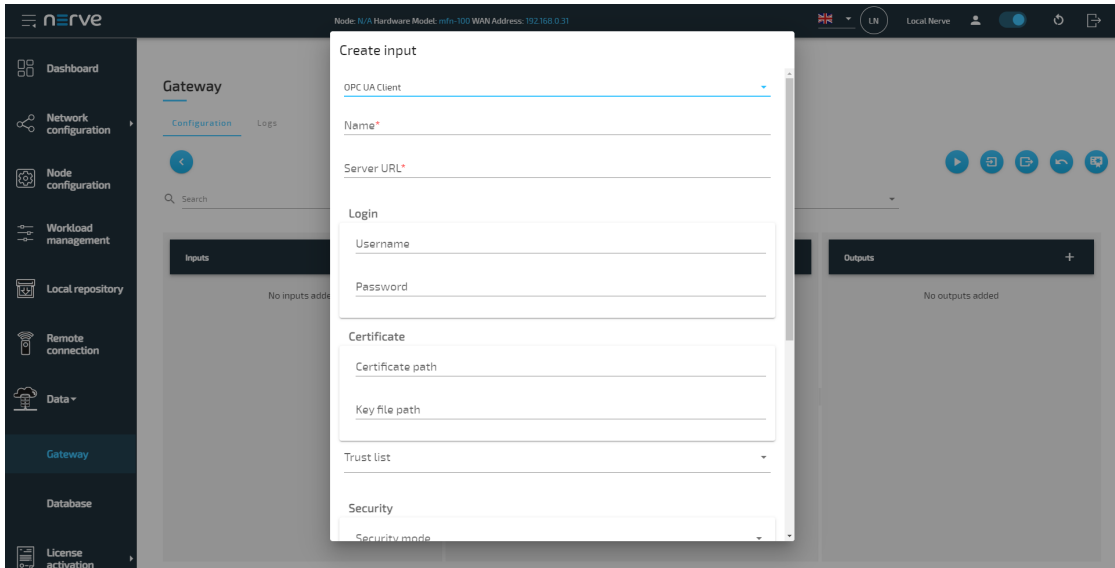 nerve
Node: N/A Hardware Model: mfn-100 WAN Address: 192.168.0.31
LN
Local Nerve
Dashboard
Network
configuration
Node
configuration
Workload
management
Local repository
Remote
connection
Data
Gateway
Database
License
activation
Gateway
Configuration
Logs
Search
Inputs
No inputs adde
Create input
OPC UA Client
Name*
Server URL*
Login
Username
Password
Certificate
Certificate path
Key file path
Trust list
Security
Security mode
Outputs
+
No outputs added